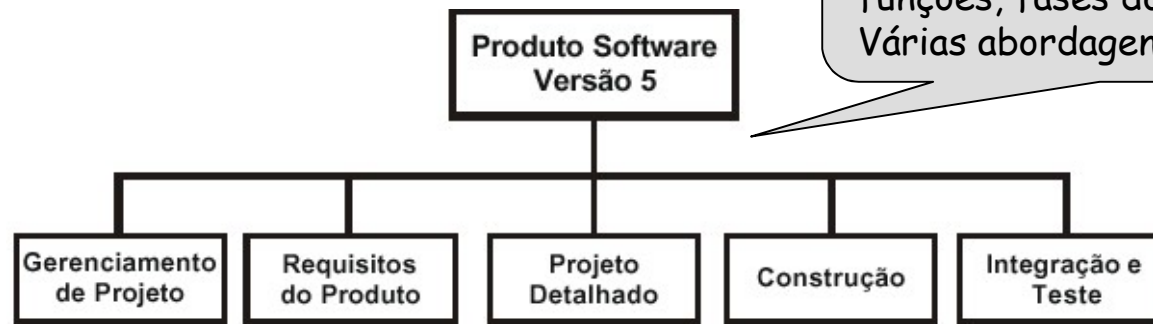 funções, fases do
Várias abordagen
Produto Software
Versão 5
Gerenciamento
de Projeto
Requisitos
do Produto
Projeto
Detalhado
Construção
Integração e
Teste